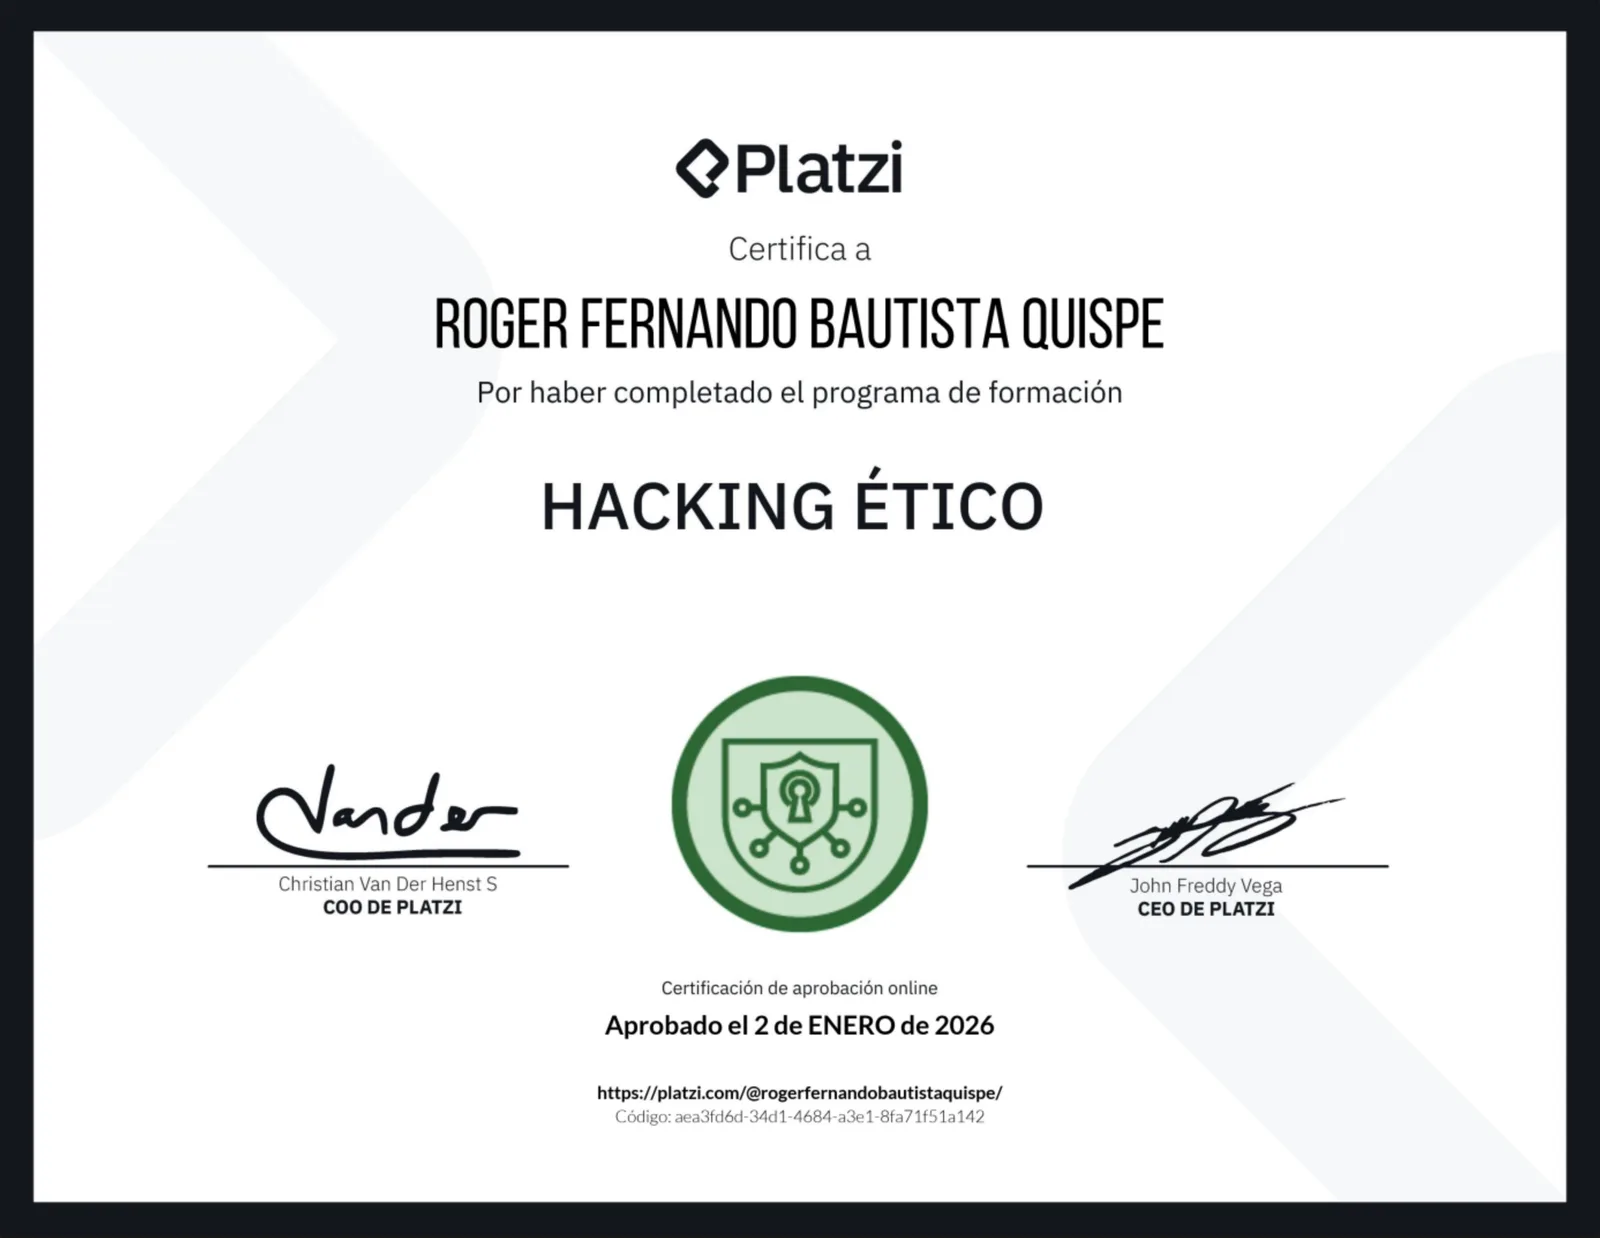 Platzi
Certifica a
ROGER FERNANDO BAUTISTA QUISPE
Por haber completado el programa de formación
HACKING ÉTICO
Vander
Christian Van Der Henst S
COO DE PLATZI
John Freddy Vega
CEO DE PLATZI
Certificación de aprobación online
Aprobado el 2 de ENERO de 2026
https://platzi.com/@rogerfernandobautistaquispe/
Código: aea3fd6d-34d1-4684-a3e1-8fa71f51a142